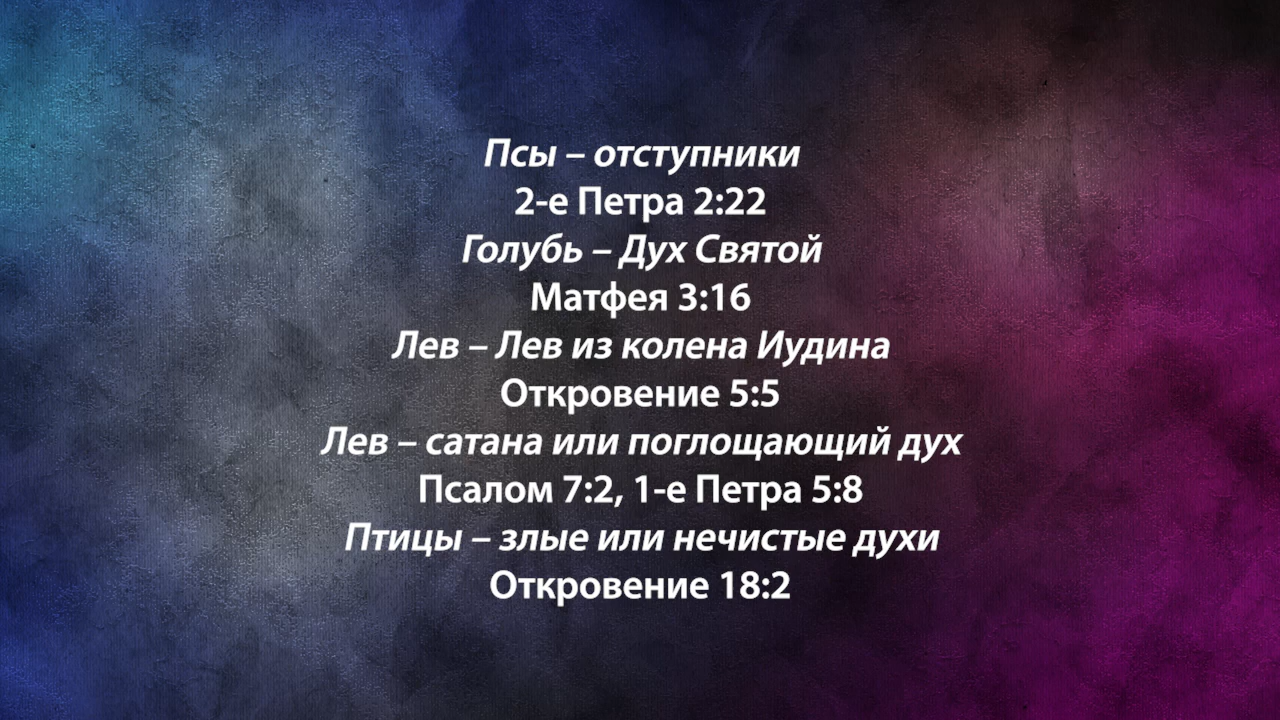 Псы – отступники
2-е Петра 2:22
Голубь – Дух Святой
Матфея 3:16
Лев – Лев из колена Иудина
Откровение 5:5
Лев – сатана или поглощающий дух
Псалом 7:2, 1-е Петра 5:8
Птицы – злые или нечистые духи
Откровение 18:2